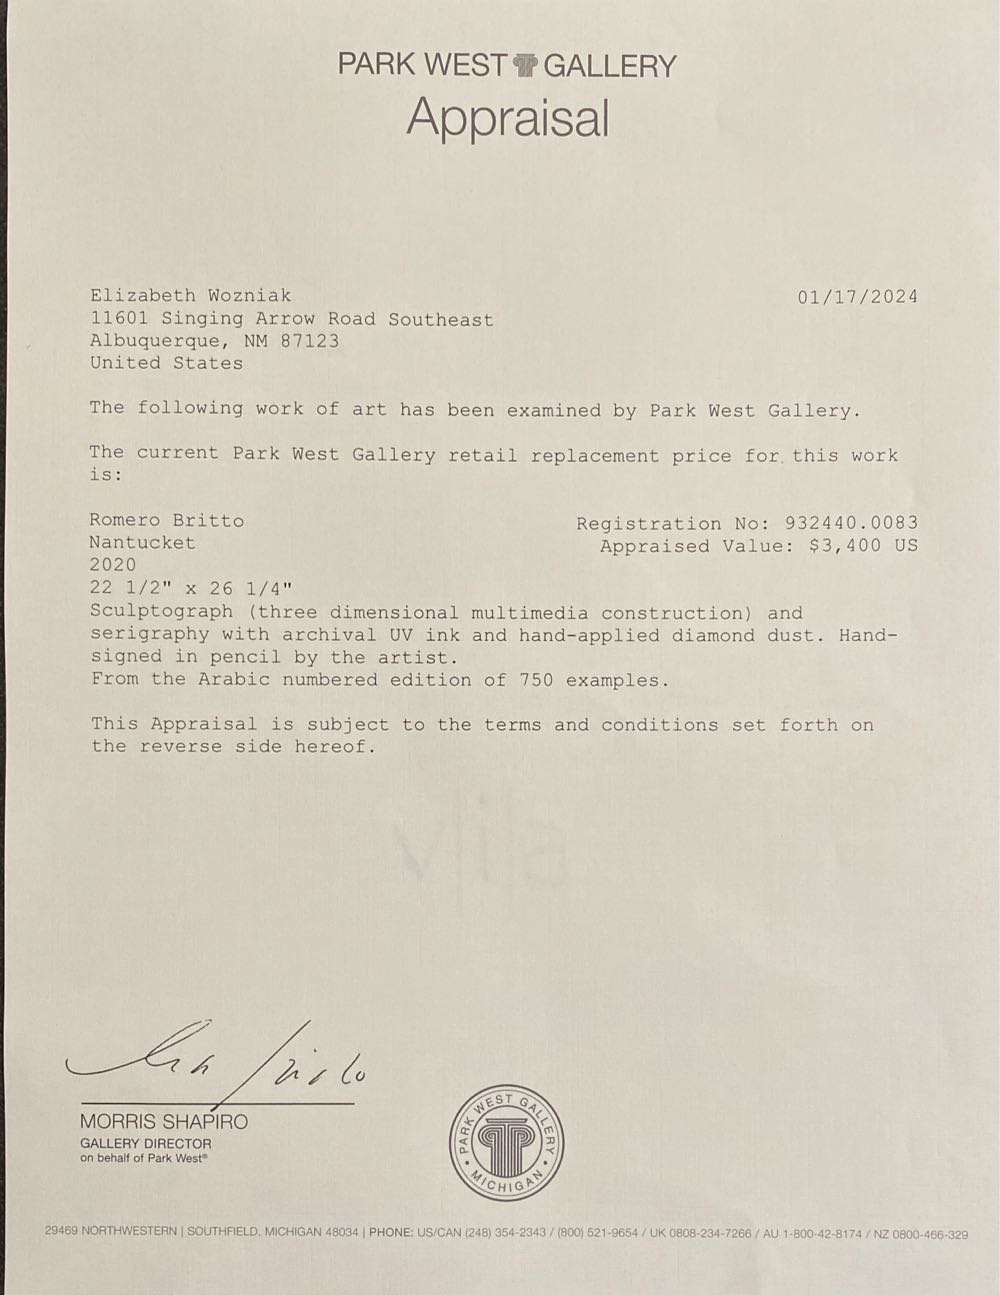 PARK WEST GALLERY
Appraisal
Elizabeth Wozniak
01/17/2024
11601 Singing Arrow Road Southeast
Albuquerque, NM 87123
United States
The following work of art has been examined by Park West Gallery.
The current Park West Gallery retail replacement price for this work
is:
Romero Britto
Registration No: 932440.0083
Nantucket
Appraised Value: $3,400 US
2020
22 1/2" x 26 1/4"
Sculptograph (three dimensional multimedia construction) and
serigraphy with archival UV ink and hand-applied diamond dust. Hand-
signed in pencil by the artist.
From the Arabic numbered edition of 750 examples.
This Appraisal is subject to the terms and conditions set forth on
the reverse side hereof.
MORRIS SHAPIRO
GALLERY DIRECTOR
on behalf of Park West®
PARK WEST GALLERY
• MICHIGAN •
29469 NORTHWESTERN | SOUTHFIELD, MICHIGAN 48034 | PHONE: US/CAN (248) 354-2343 / (800) 521-9654 / UK 0808-234-7266 / AU 1-800-42-8174 / NZ 0800-466-329